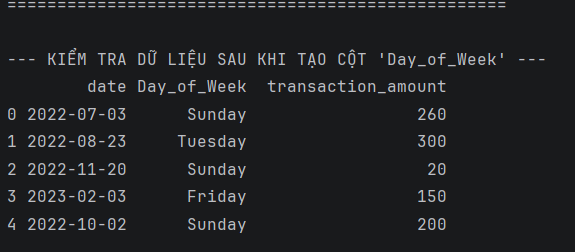 ==================================================
--- KIỂM TRA DỮ LIỆU SAU KHI TẠO CỘT 'Day_of_Week' ---
        date Day_of_Week  transaction_amount
0 2022-07-03      Sunday                 260
1 2022-08-23     Tuesday                 300
2 2022-11-20      Sunday                  20
3 2023-02-03      Friday                 150
4 2022-10-02      Sunday                 200